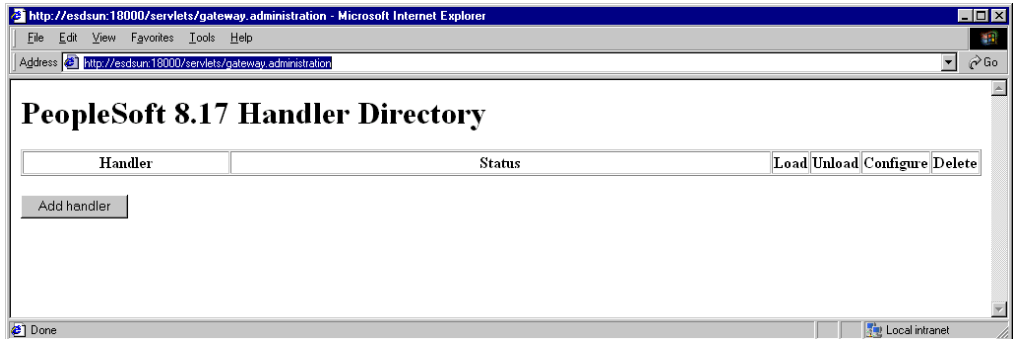 http://esdsun:18000/servlets/gateway.administration - Microsoft Internet Explorer
File Edit View Favorites Tools Help
Address http://esdsun:18000/servlets/gateway.administration Go
PeopleSoft 8.17 Handler Directory
Handler Status Load Unload Configure Delete
Add handler
Done Local intranet